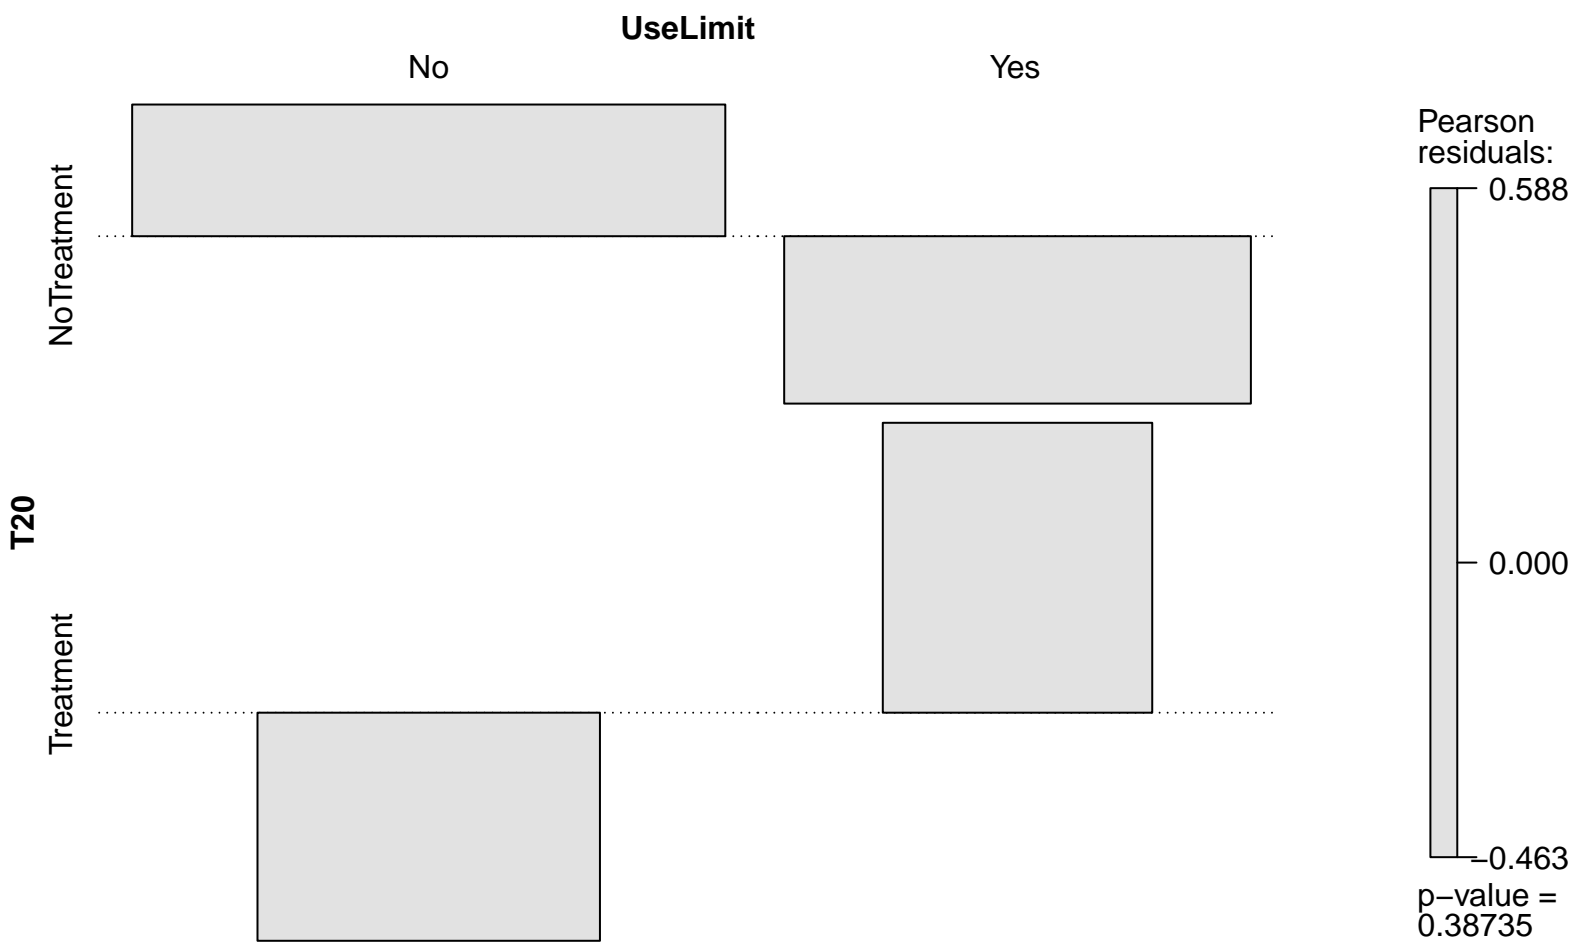 UseLimit
No
Yes
T20
NoTreatment
Treatment
Pearson
residuals:
0.588
0.000
−0.463
p−value =
0.38735